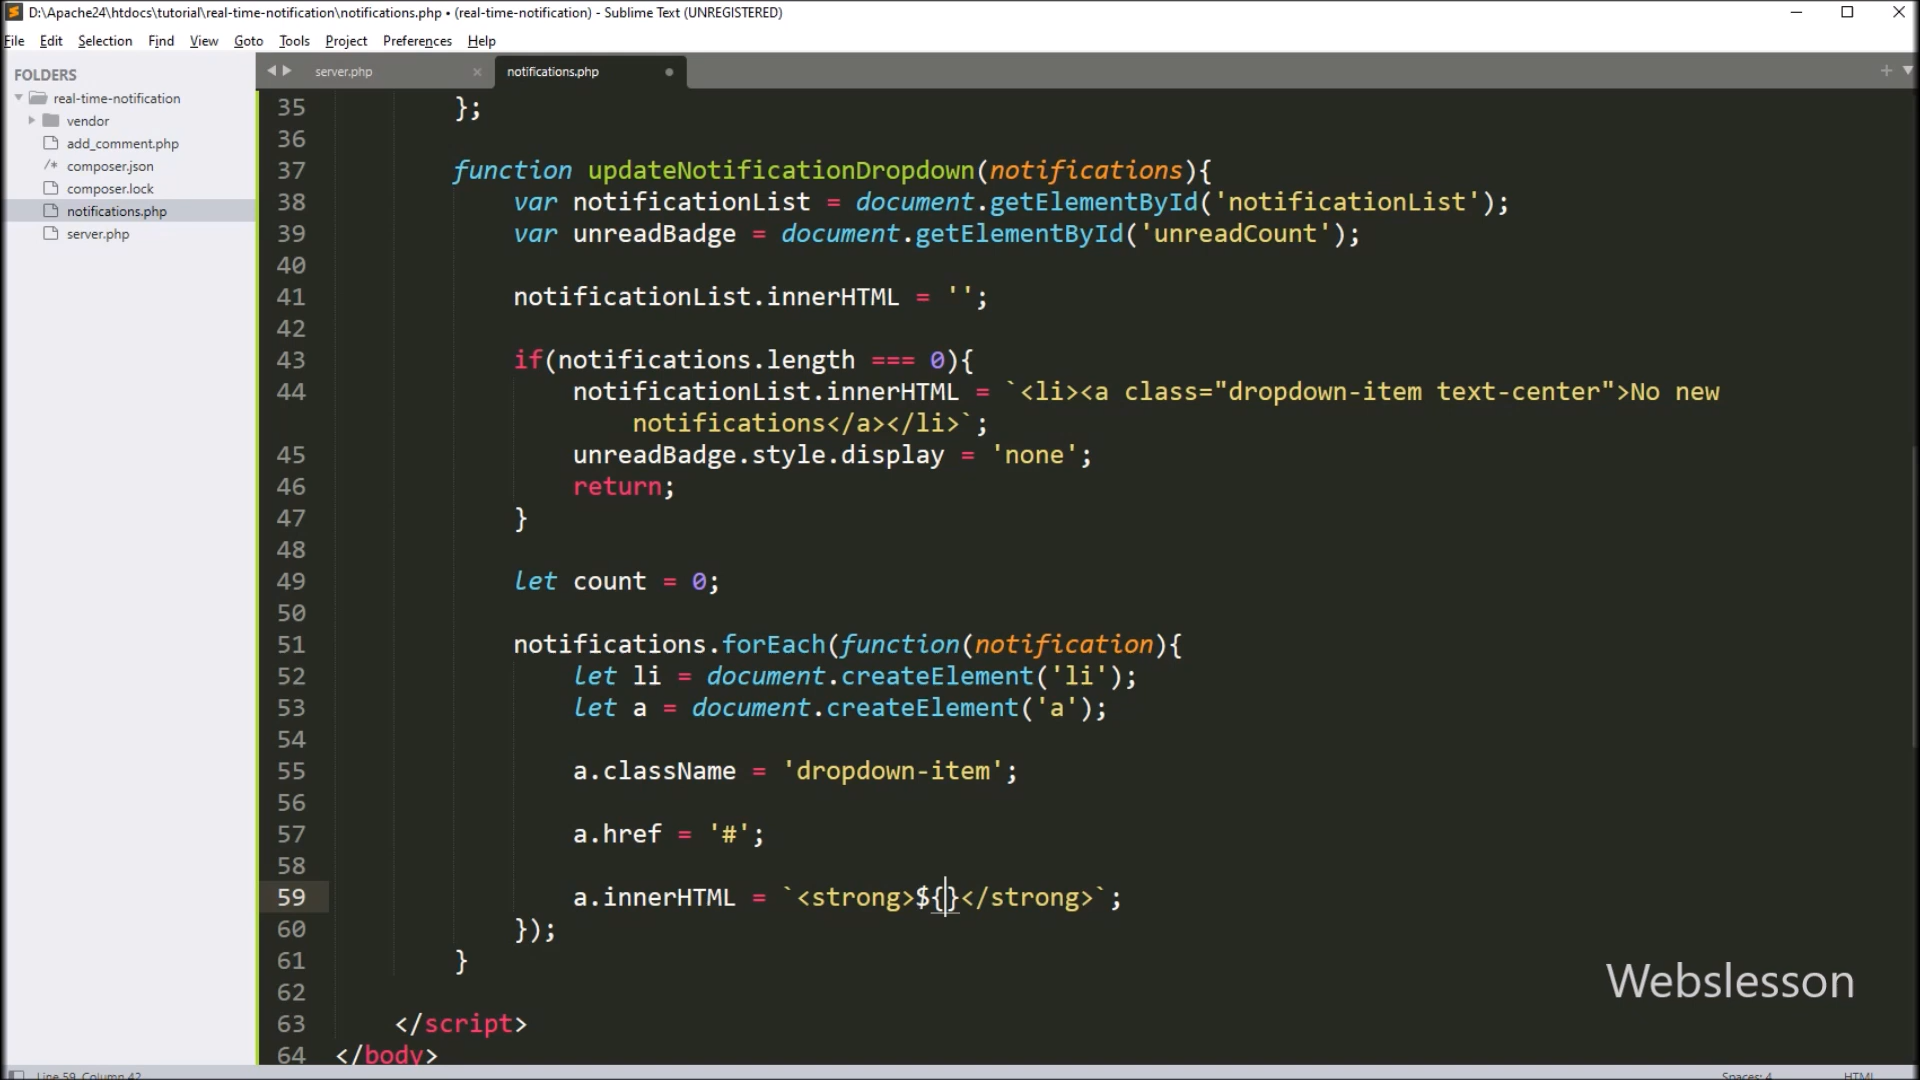 D:\Apache24\htdocs\tutorial\real-time-notification\notifications.php • (real-time-notification) - Sublime Text (UNREGISTERED)
File Edit Selection Find View Goto Tools Project Preferences Help
FOLDERS
real-time-notification
vendor
add_comment.php
/* composer.json
composer.lock
notifications.php
server.php
server.php × notifications.php
35 };
36
37 function updateNotificationDropdown(notifications){
38 var notificationList = document.getElementById('notificationList');
39 var unreadBadge = document.getElementById('unreadCount');
40
41 notificationList.innerHTML = '';
42
43 if(notifications.length === 0){
44 notificationList.innerHTML = `<li><a class="dropdown-item text-center">No new
notifications</a></li>`;
45 unreadBadge.style.display = 'none';
46 return;
47 }
48
49 let count = 0;
50
51 notifications.forEach(function(notification){
52 let li = document.createElement('li');
53 let a = document.createElement('a');
54
55 a.className = 'dropdown-item';
56
57 a.href = '#';
58
59 a.innerHTML = `<strong>${}</strong>`;
60 });
61 }
62
63 </script>
64 </body>
Webslesson
Line 59, Column 42
Spaces: 4 HTML